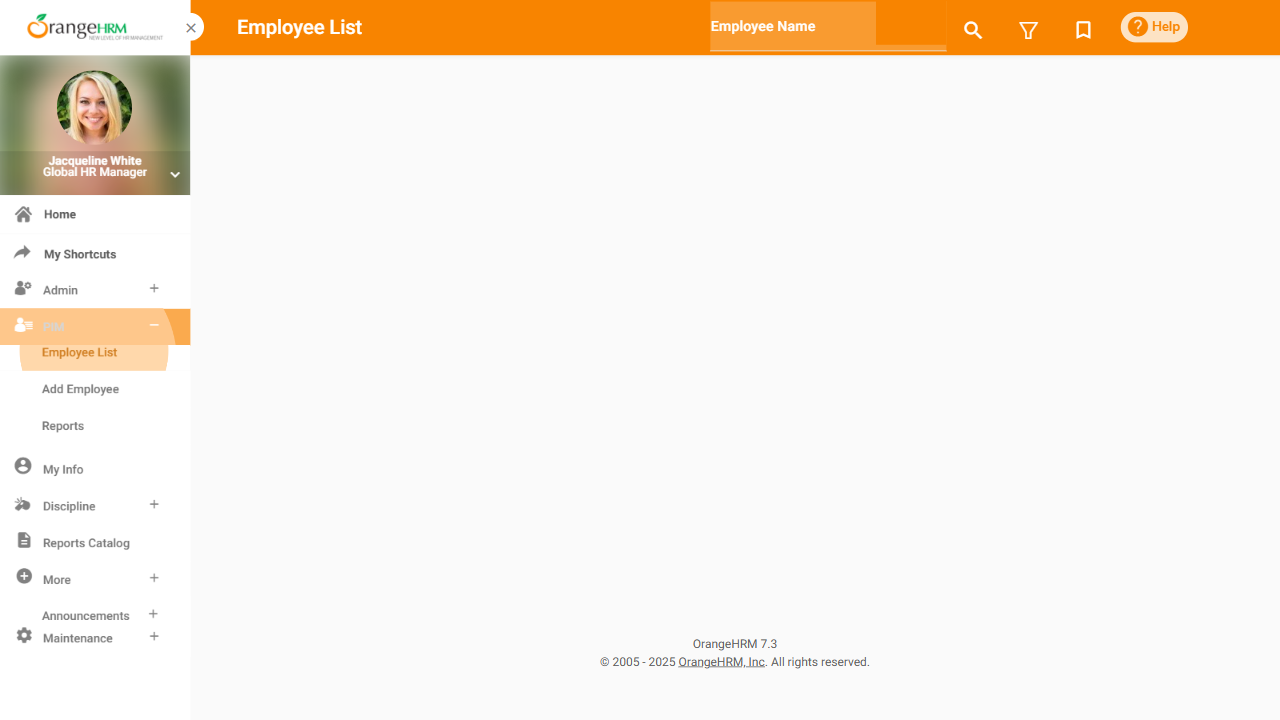 OrangeHRM
NEW LEVEL OF HR MANAGEMENT
Employee List
Employee Name
Help
Jacqueline White
Global HR Manager
Home
My Shortcuts
Admin
PIM
Employee List
Add Employee
Reports
My Info
Discipline
Reports Catalog
More
Announcements
Maintenance
OrangeHRM 7.3
© 2005 - 2025 OrangeHRM, Inc. All rights reserved.